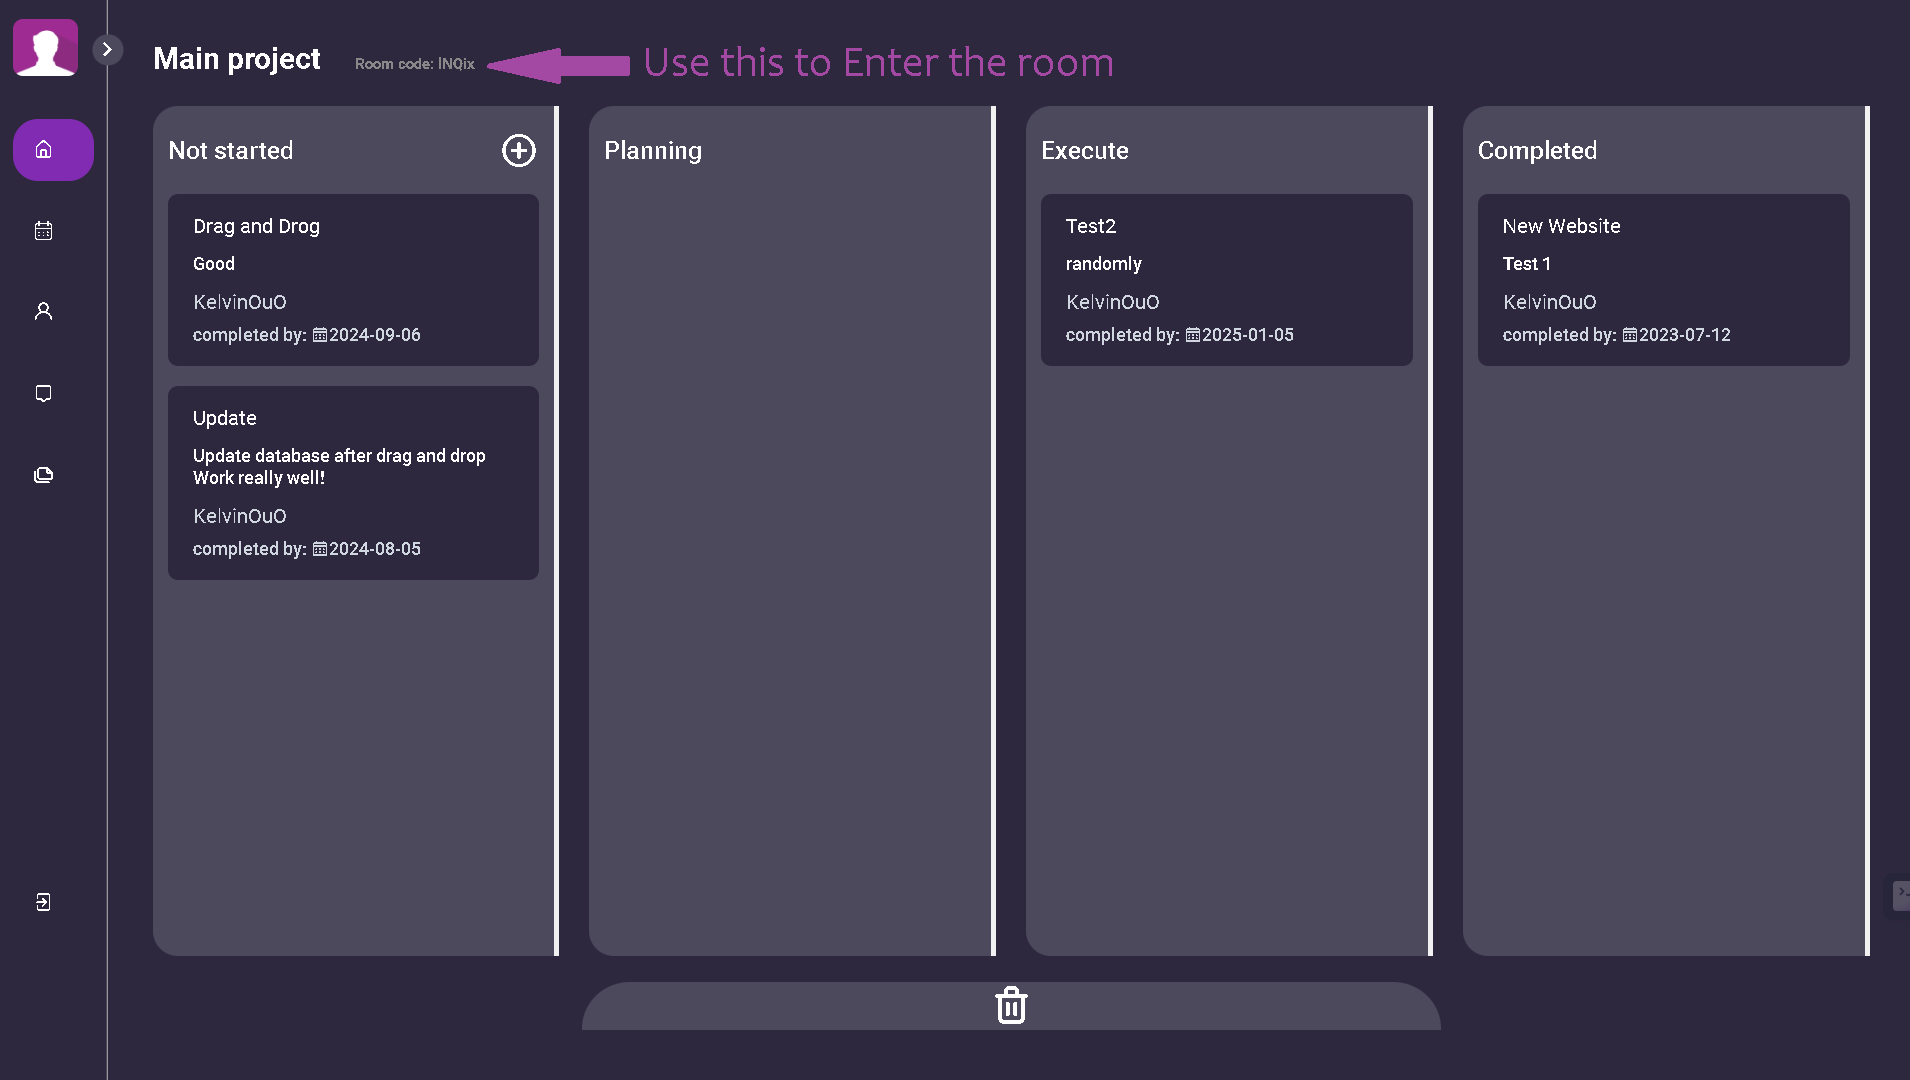 Main project
Room code: lNQix
Use this to Enter the room
Not started
Drag and Drog
Good
KelvinOuO
completed by: 2024-09-06
Update
Update database after drag and drop
Work really well!
KelvinOuO
completed by: 2024-08-05
Planning
Execute
Test2
randomly
KelvinOuO
completed by: 2025-01-05
Completed
New Website
Test 1
KelvinOuO
completed by: 2023-07-12